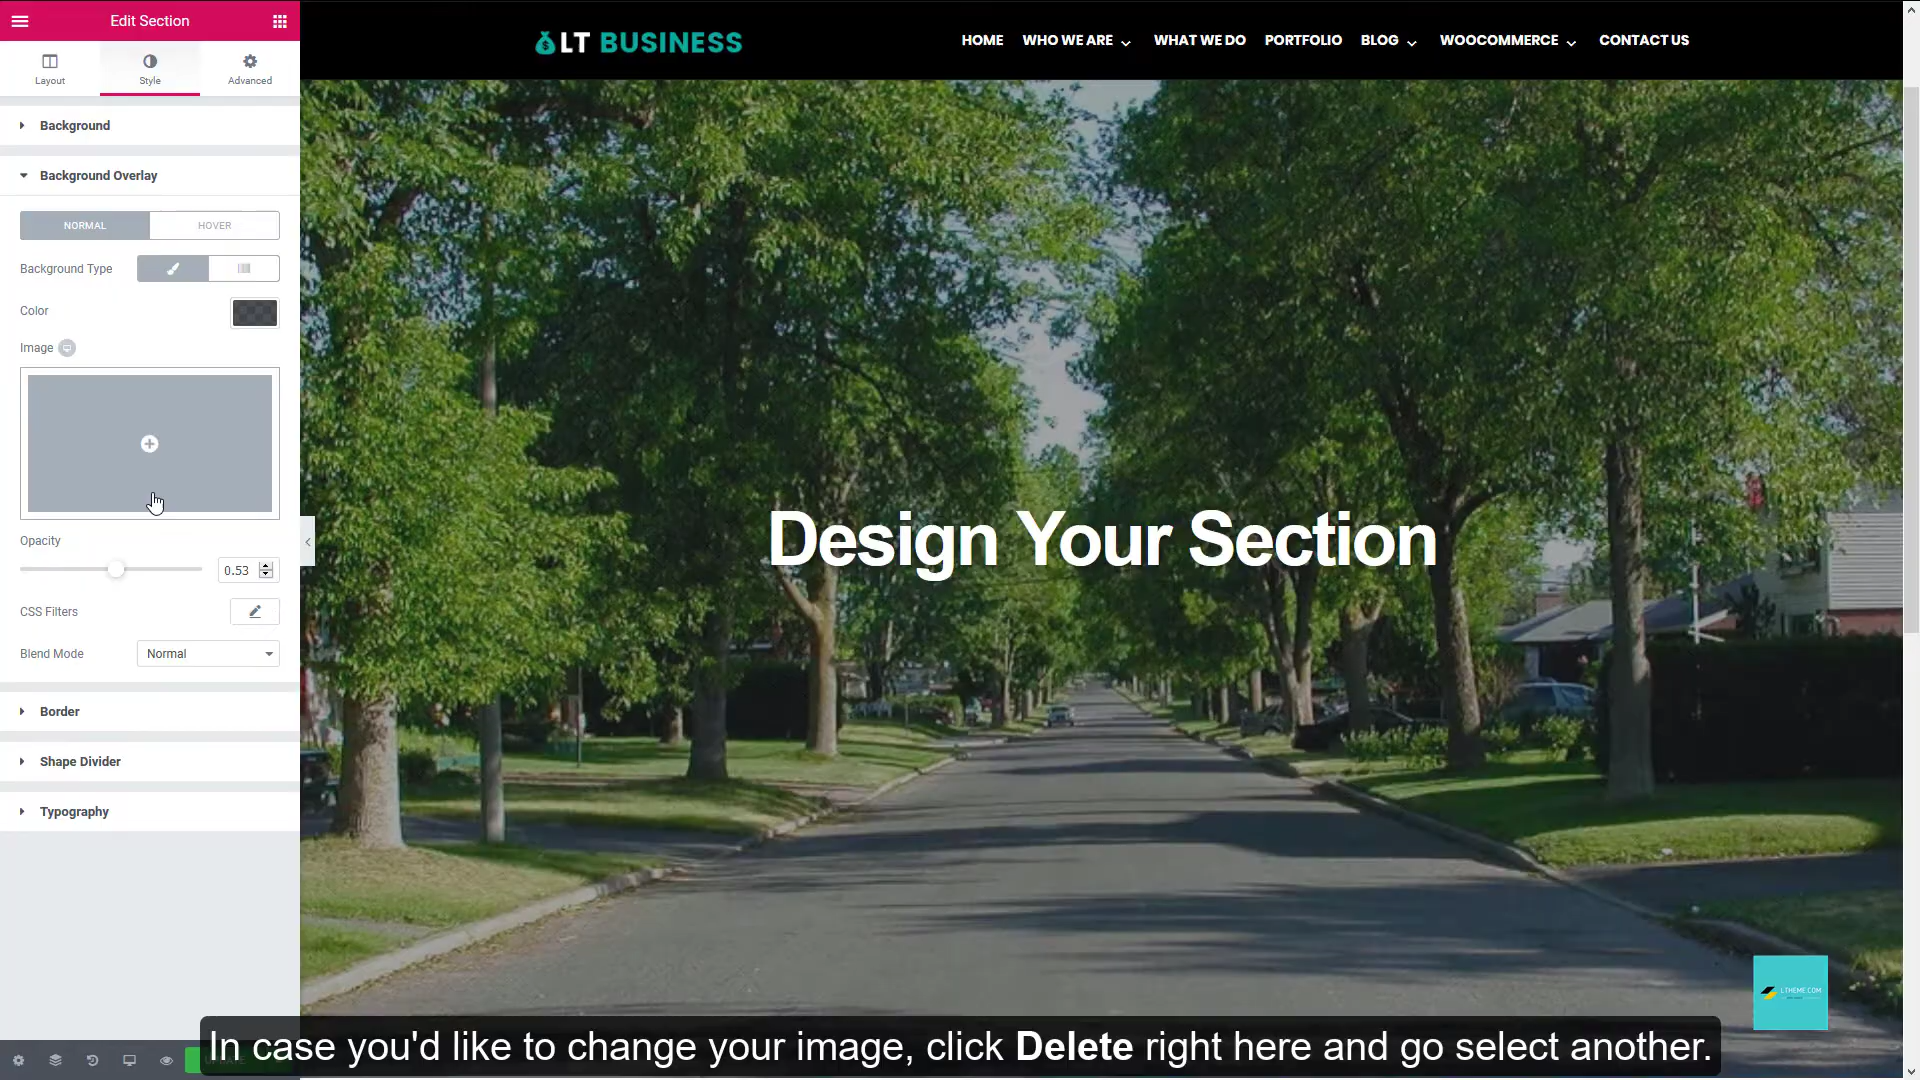 Edit Section
Layout
Style
Advanced
Background
Background Overlay
NORMAL
HOVER
Background Type
Color
Image
Opacity
0.53
CSS Filters
Blend Mode
Normal
Border
Shape Divider
Typography
LT BUSINESS
HOME
WHO WE ARE
WHAT WE DO
PORTFOLIO
BLOG
WOOCOMMERCE
CONTACT US
Design Your Section
LTHEME.COM
In case you'd like to change your image, click Delete right here and go select another.